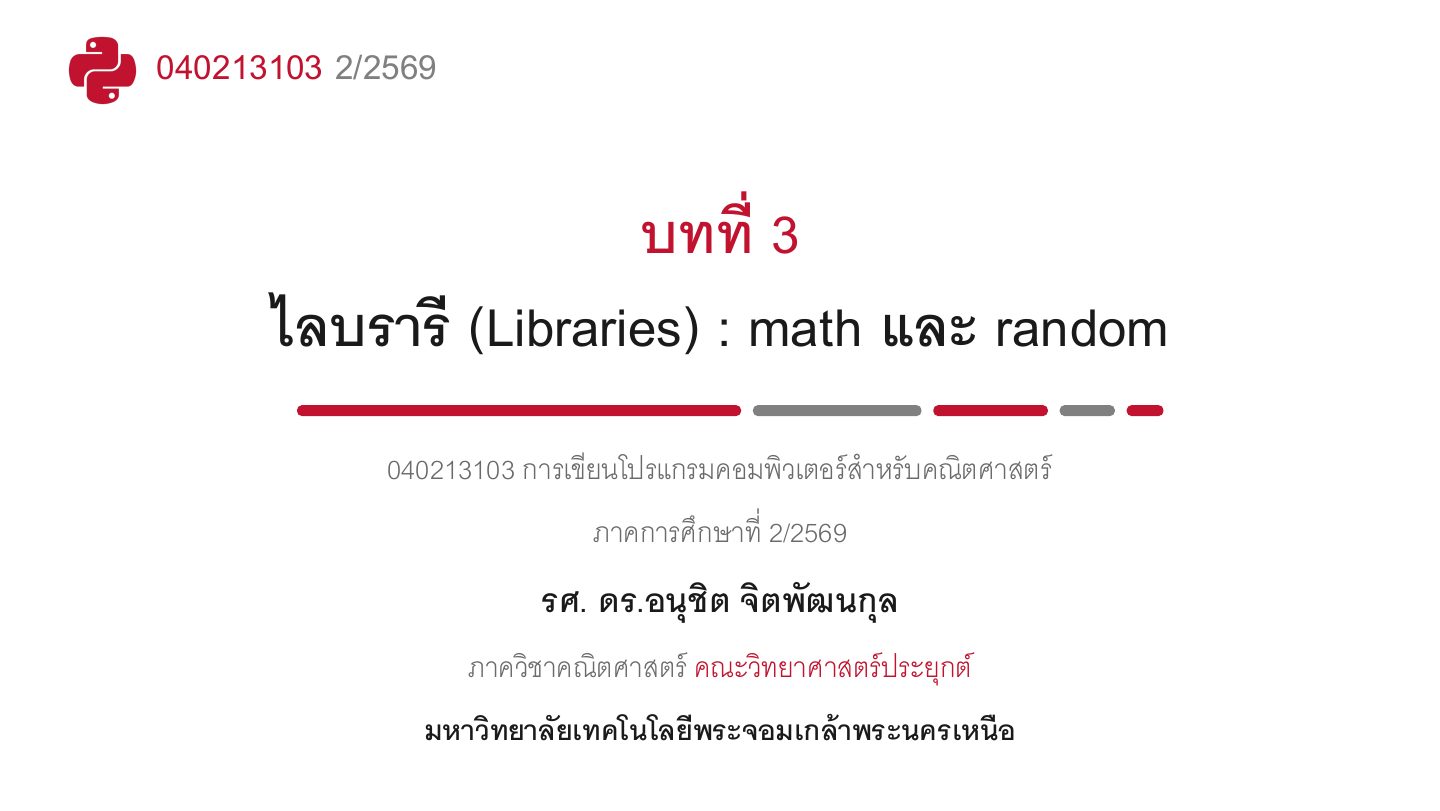 040213103 2/2569
บทที่ 3
ไลบรารี (Libraries) : math และ random
040213103 การเขียนโปรแกรมคอมพิวเตอร์สำหรับคณิตศาสตร์
ภาคการศึกษาที่ 2/2569
รศ. ดร.อนุชิต จิตพัฒนกุล
ภาควิชาคณิตศาสตร์ คณะวิทยาศาสตร์ประยุกต์
มหาวิทยาลัยเทคโนโลยีพระจอมเกล้าพระนครเหนือ